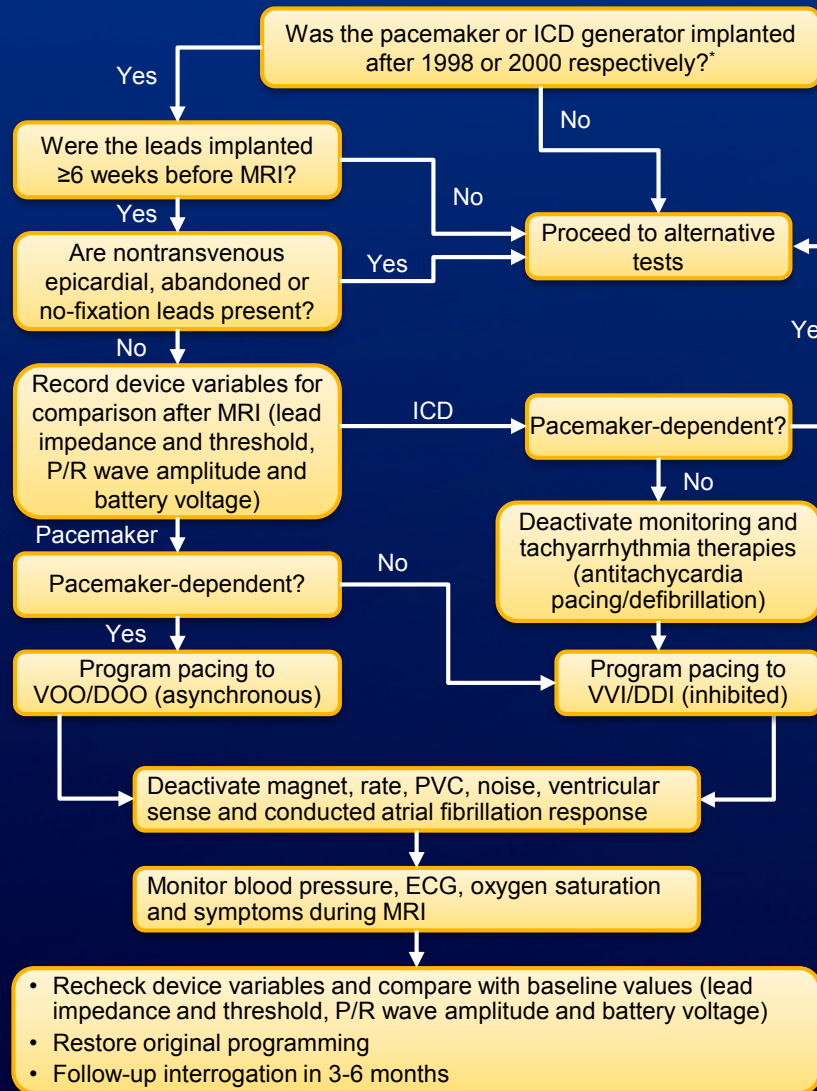 Was the pacemaker or ICD generator implanted
after 1998 or 2000 respectively?*
Yes
No
Were the leads implanted
≥6 weeks before MRI?
No
Yes
Proceed to alternative
tests
Are nontransvenous
epicardial, abandoned or
no-fixation leads present?
Yes
Ye
No
Record device variables for
comparison after MRI (lead
impedance and threshold,
P/R wave amplitude and
battery voltage)
ICD
Pacemaker-dependent?
No
Pacemaker
Deactivate monitoring and
tachyarrhythmia therapies
(antitachycardia
pacing/defibrillation)
Pacemaker-dependent?
No
Yes
Program pacing to
VOO/DOO (asynchronous)
Program pacing to
VVI/DDI (inhibited)
Deactivate magnet, rate, PVC, noise, ventricular
sense and conducted atrial fibrillation response
Monitor blood pressure, ECG, oxygen saturation
and symptoms during MRI
• Recheck device variables and compare with baseline values (lead
impedance and threshold, P/R wave amplitude and battery voltage)
• Restore original programming
• Follow-up interrogation in 3-6 months